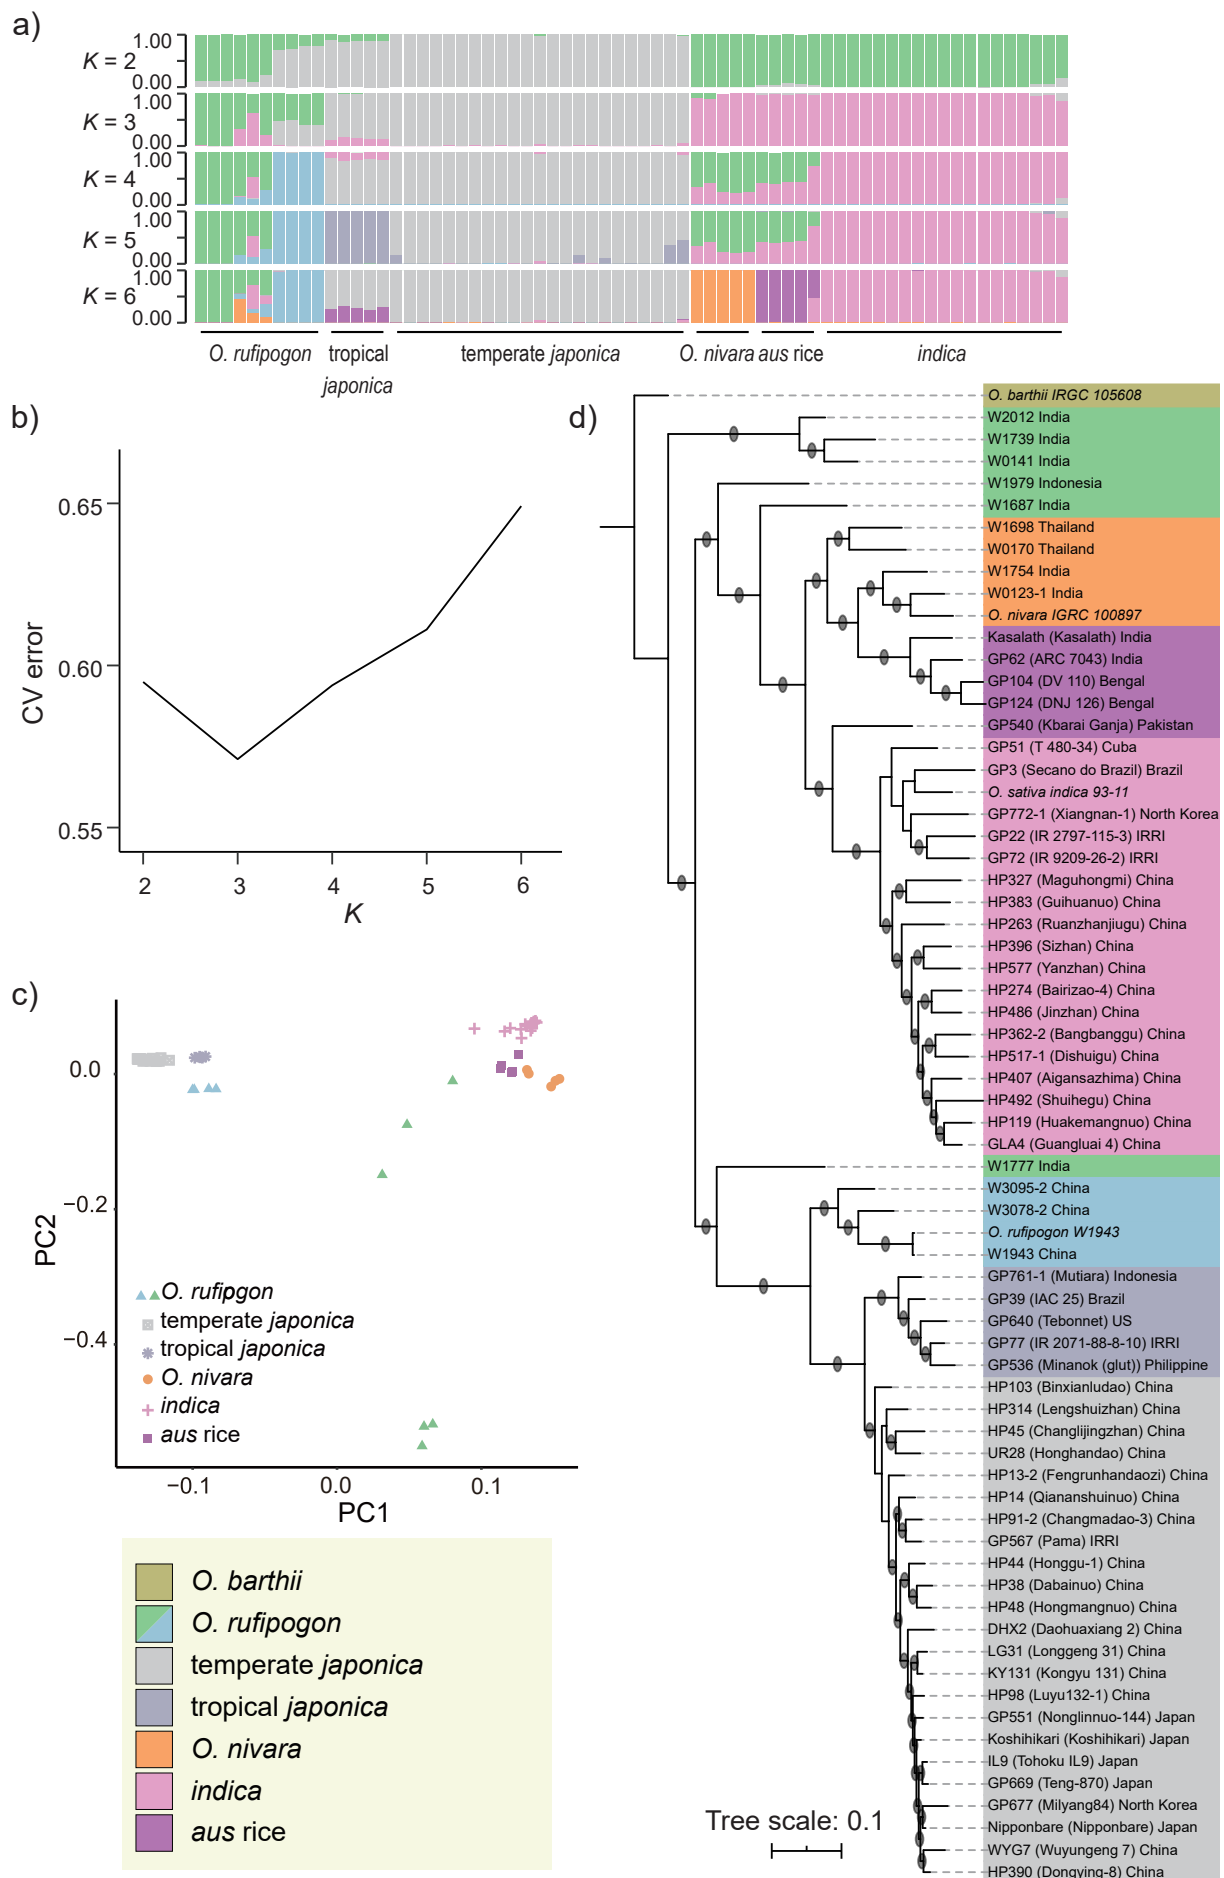 a)
K = 2
1.00
0.00
K = 3
1.00
0.00
K = 4
1.00
0.00
K = 5
1.00
0.00
K = 6
1.00
0.00
O. rufipogon
tropical
japonica
temperate japonica
O. nivara
aus rice
indica
b)
CV error
0.65
0.60
0.55
2 3 4 5 6
K
c)
PC2
0.0
−0.2
−0.4
−0.1 0.0 0.1
PC1
O. rufipgon
temperate japonica
tropical japonica
O. nivara
indica
aus rice
O. barthii
O. rufipogon
temperate japonica
tropical japonica
O. nivara
indica
aus rice
d)
O. barthii IRGC 105608
W2012 India
W1739 India
W0141 India
W1979 Indonesia
W1687 India
W1698 Thailand
W0170 Thailand
W1754 India
W0123-1 India
O. nivara IGRC 100897
Kasalath (Kasalath) India
GP62 (ARC 7043) India
GP104 (DV 110) Bengal
GP124 (DNJ 126) Bengal
GP540 (Kbarai Ganja) Pakistan
GP51 (T 480-34) Cuba
GP3 (Secano do Brazil) Brazil
O. sativa indica 93-11
GP772-1 (Xiangnan-1) North Korea
GP22 (IR 2797-115-3) IRRI
GP72 (IR 9209-26-2) IRRI
HP327 (Maguhongmi) China
HP383 (Guihuanuo) China
HP263 (Ruanzhanjiugu) China
HP396 (Sizhan) China
HP577 (Yanzhan) China
HP274 (Bairizao-4) China
HP486 (Jinzhan) China
HP362-2 (Bangbanggu) China
HP517-1 (Dishuigu) China
HP407 (Aigansazhima) China
HP492 (Shuihegu) China
HP119 (Huakemangnuo) China
GLA4 (Guangluai 4) China
W1777 India
W3095-2 China
W3078-2 China
O. rufipogon W1943
W1943 China
GP761-1 (Mutiara) Indonesia
GP39 (IAC 25) Brazil
GP640 (Tebonnet) US
GP77 (IR 2071-88-8-10) IRRI
GP536 (Minanok (glut)) Philippine
HP103 (Binxianludao) China
HP314 (Lengshuizhan) China
HP45 (Changlijingzhan) China
UR28 (Honghandao) China
HP13-2 (Fengrunhandaozi) China
HP14 (Qiananshuinuo) China
HP91-2 (Changmadao-3) China
GP567 (Pama) IRRI
HP44 (Honggu-1) China
HP38 (Dabainuo) China
HP48 (Hongmangnuo) China
DHX2 (Daohuaxiang 2) China
LG31 (Longgeng 31) China
KY131 (Kongyu 131) China
HP98 (Luyu132-1) China
GP551 (Nonglinnuo-144) Japan
Koshihikari (Koshihikari) Japan
IL9 (Tohoku IL9) Japan
GP669 (Teng-870) Japan
GP677 (Milyang84) North Korea
Nipponbare (Nipponbare) Japan
WYG7 (Wuyungeng 7) China
HP390 (Dongying-8) China
Tree scale: 0.1